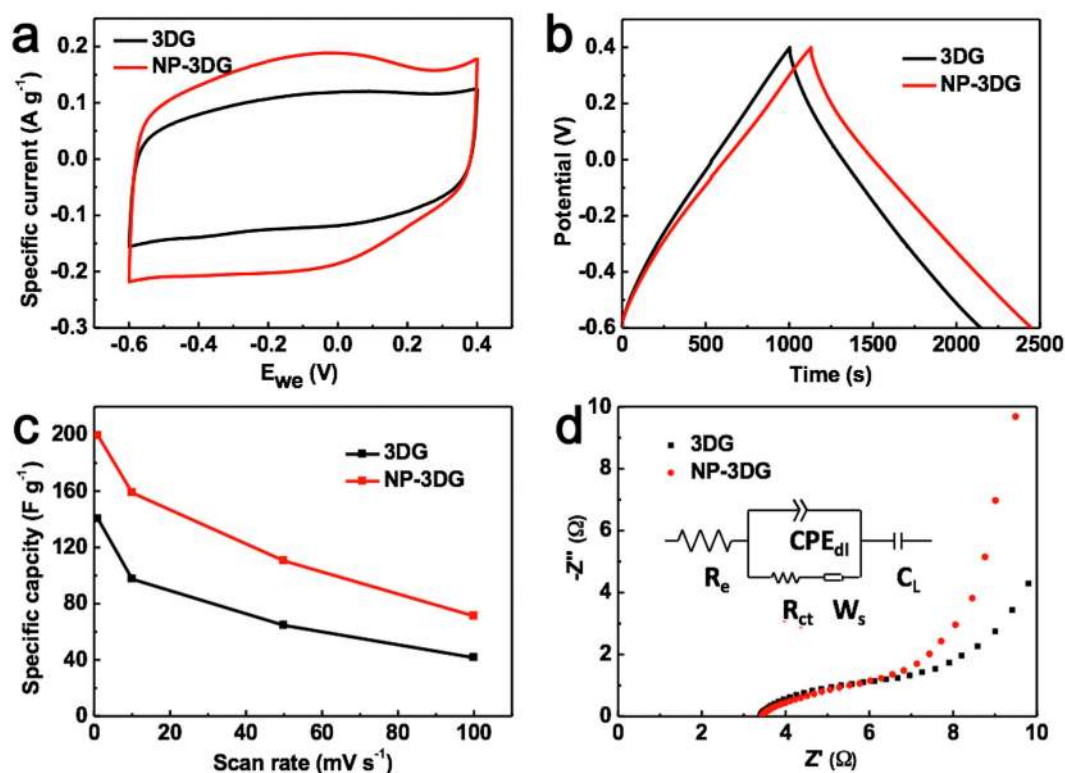 a
3DG
NP-3DG
0.2
0.1
0.0
-0.1
-0.2
-0.3
-0.6 -0.4 -0.2 0.0 0.2 0.4
Specific current (A g⁻¹)
Ewe (V)
b
3DG
NP-3DG
0.4
0.2
0.0
-0.2
-0.4
-0.6
0 500 1000 1500 2000 2500
Potential (V)
Time (s)
c
3DG
NP-3DG
200
160
120
80
40
0
0 20 40 60 80 100
Specific capcity (F g⁻¹)
Scan rate (mV s⁻¹)
d
3DG
NP-3DG
10
8
6
4
2
0
2 4 6 8 10
-Z'' (Ω)
Z' (Ω)
Re
CPEdl
Rct
Ws
CL